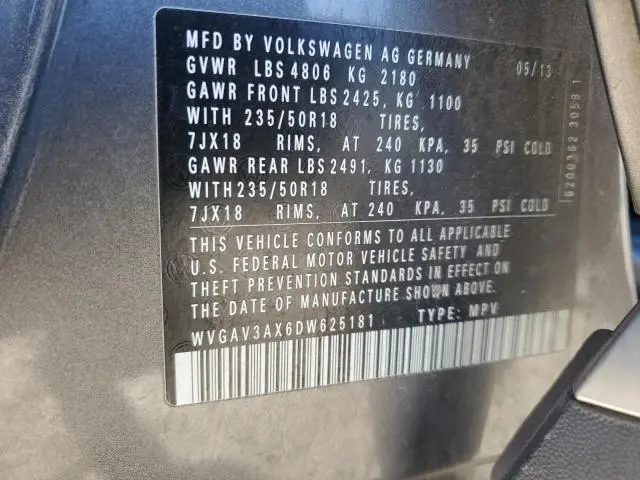 MFD BY VOLKSWAGEN AG GERMANY 05/13
GVWR LBS 4806 KG 2180
GAWR FRONT LBS 2425, KG 1100
WITH 235/50R18 TIRES,
7JX18 RIMS, AT 240 KPA, 35 PSI COLD
GAWR REAR LBS 2491, KG 1130
WITH 235/50R18 TIRES,
7JX18 RIMS, AT 240 KPA, 35 PSI COLD
THIS VEHICLE CONFORMS TO ALL APPLICABLE
U.S. FEDERAL MOTOR VEHICLE SAFETY AND
THEFT PREVENTION STANDARDS IN EFFECT ON
THE DATE OF MANUFACTURE SHOWN ABOVE.
WVGAV3AX6DW625181 TYPE: MPV